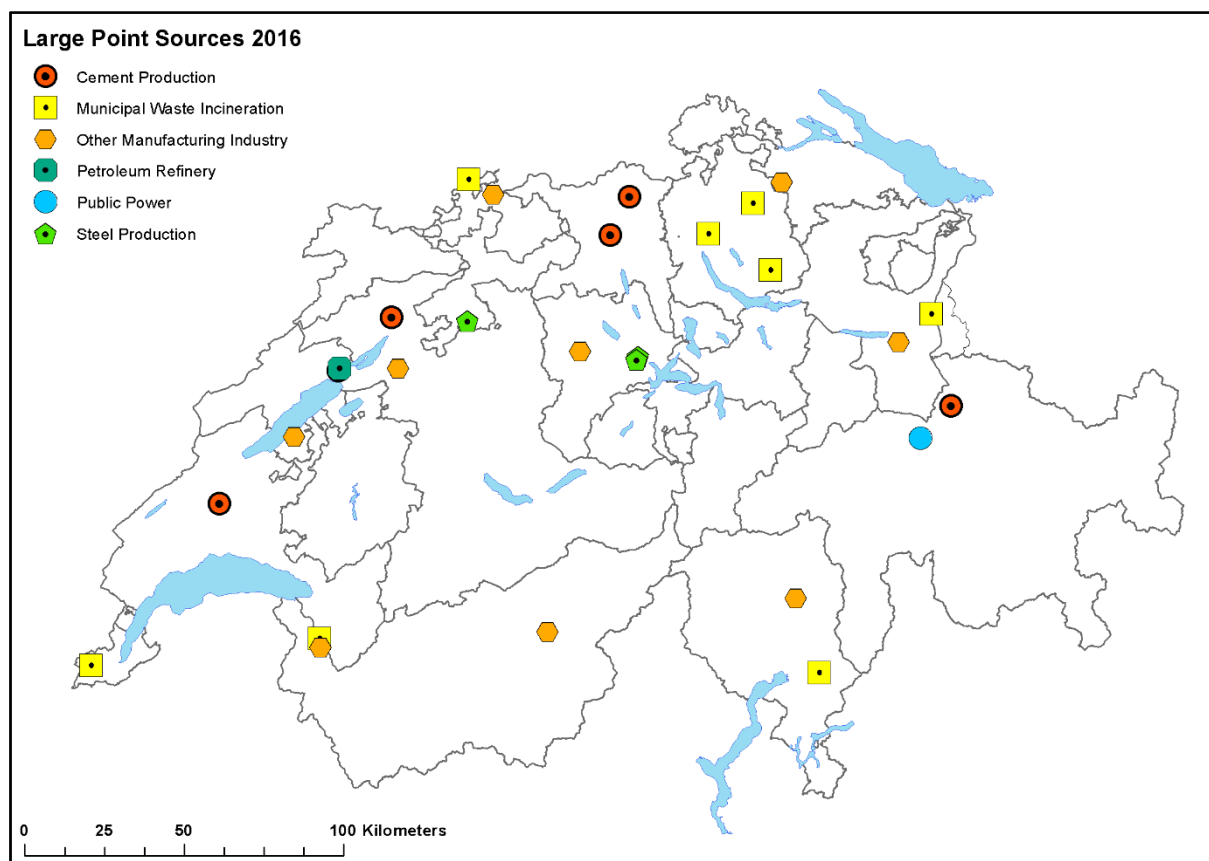 Large Point Sources 2016
Cement Production
Municipal Waste Incineration
Other Manufacturing Industry
Petroleum Refinery
Public Power
Steel Production
0 25 50 100 Kilometers